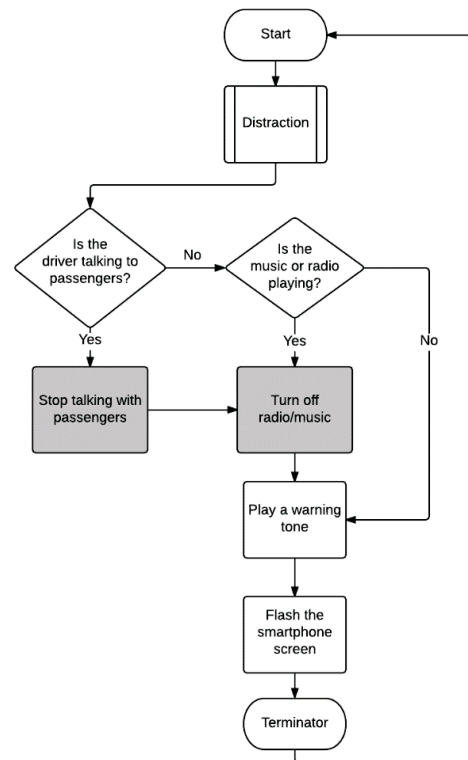 Start
Distraction
Is the
driver talking to
passengers?
No
Is the
music or radio
playing?
Yes
Yes
No
Stop talking with
passengers
Turn off
radio/music
Play a warning
tone
Flash the
smartphone
screen
Terminator